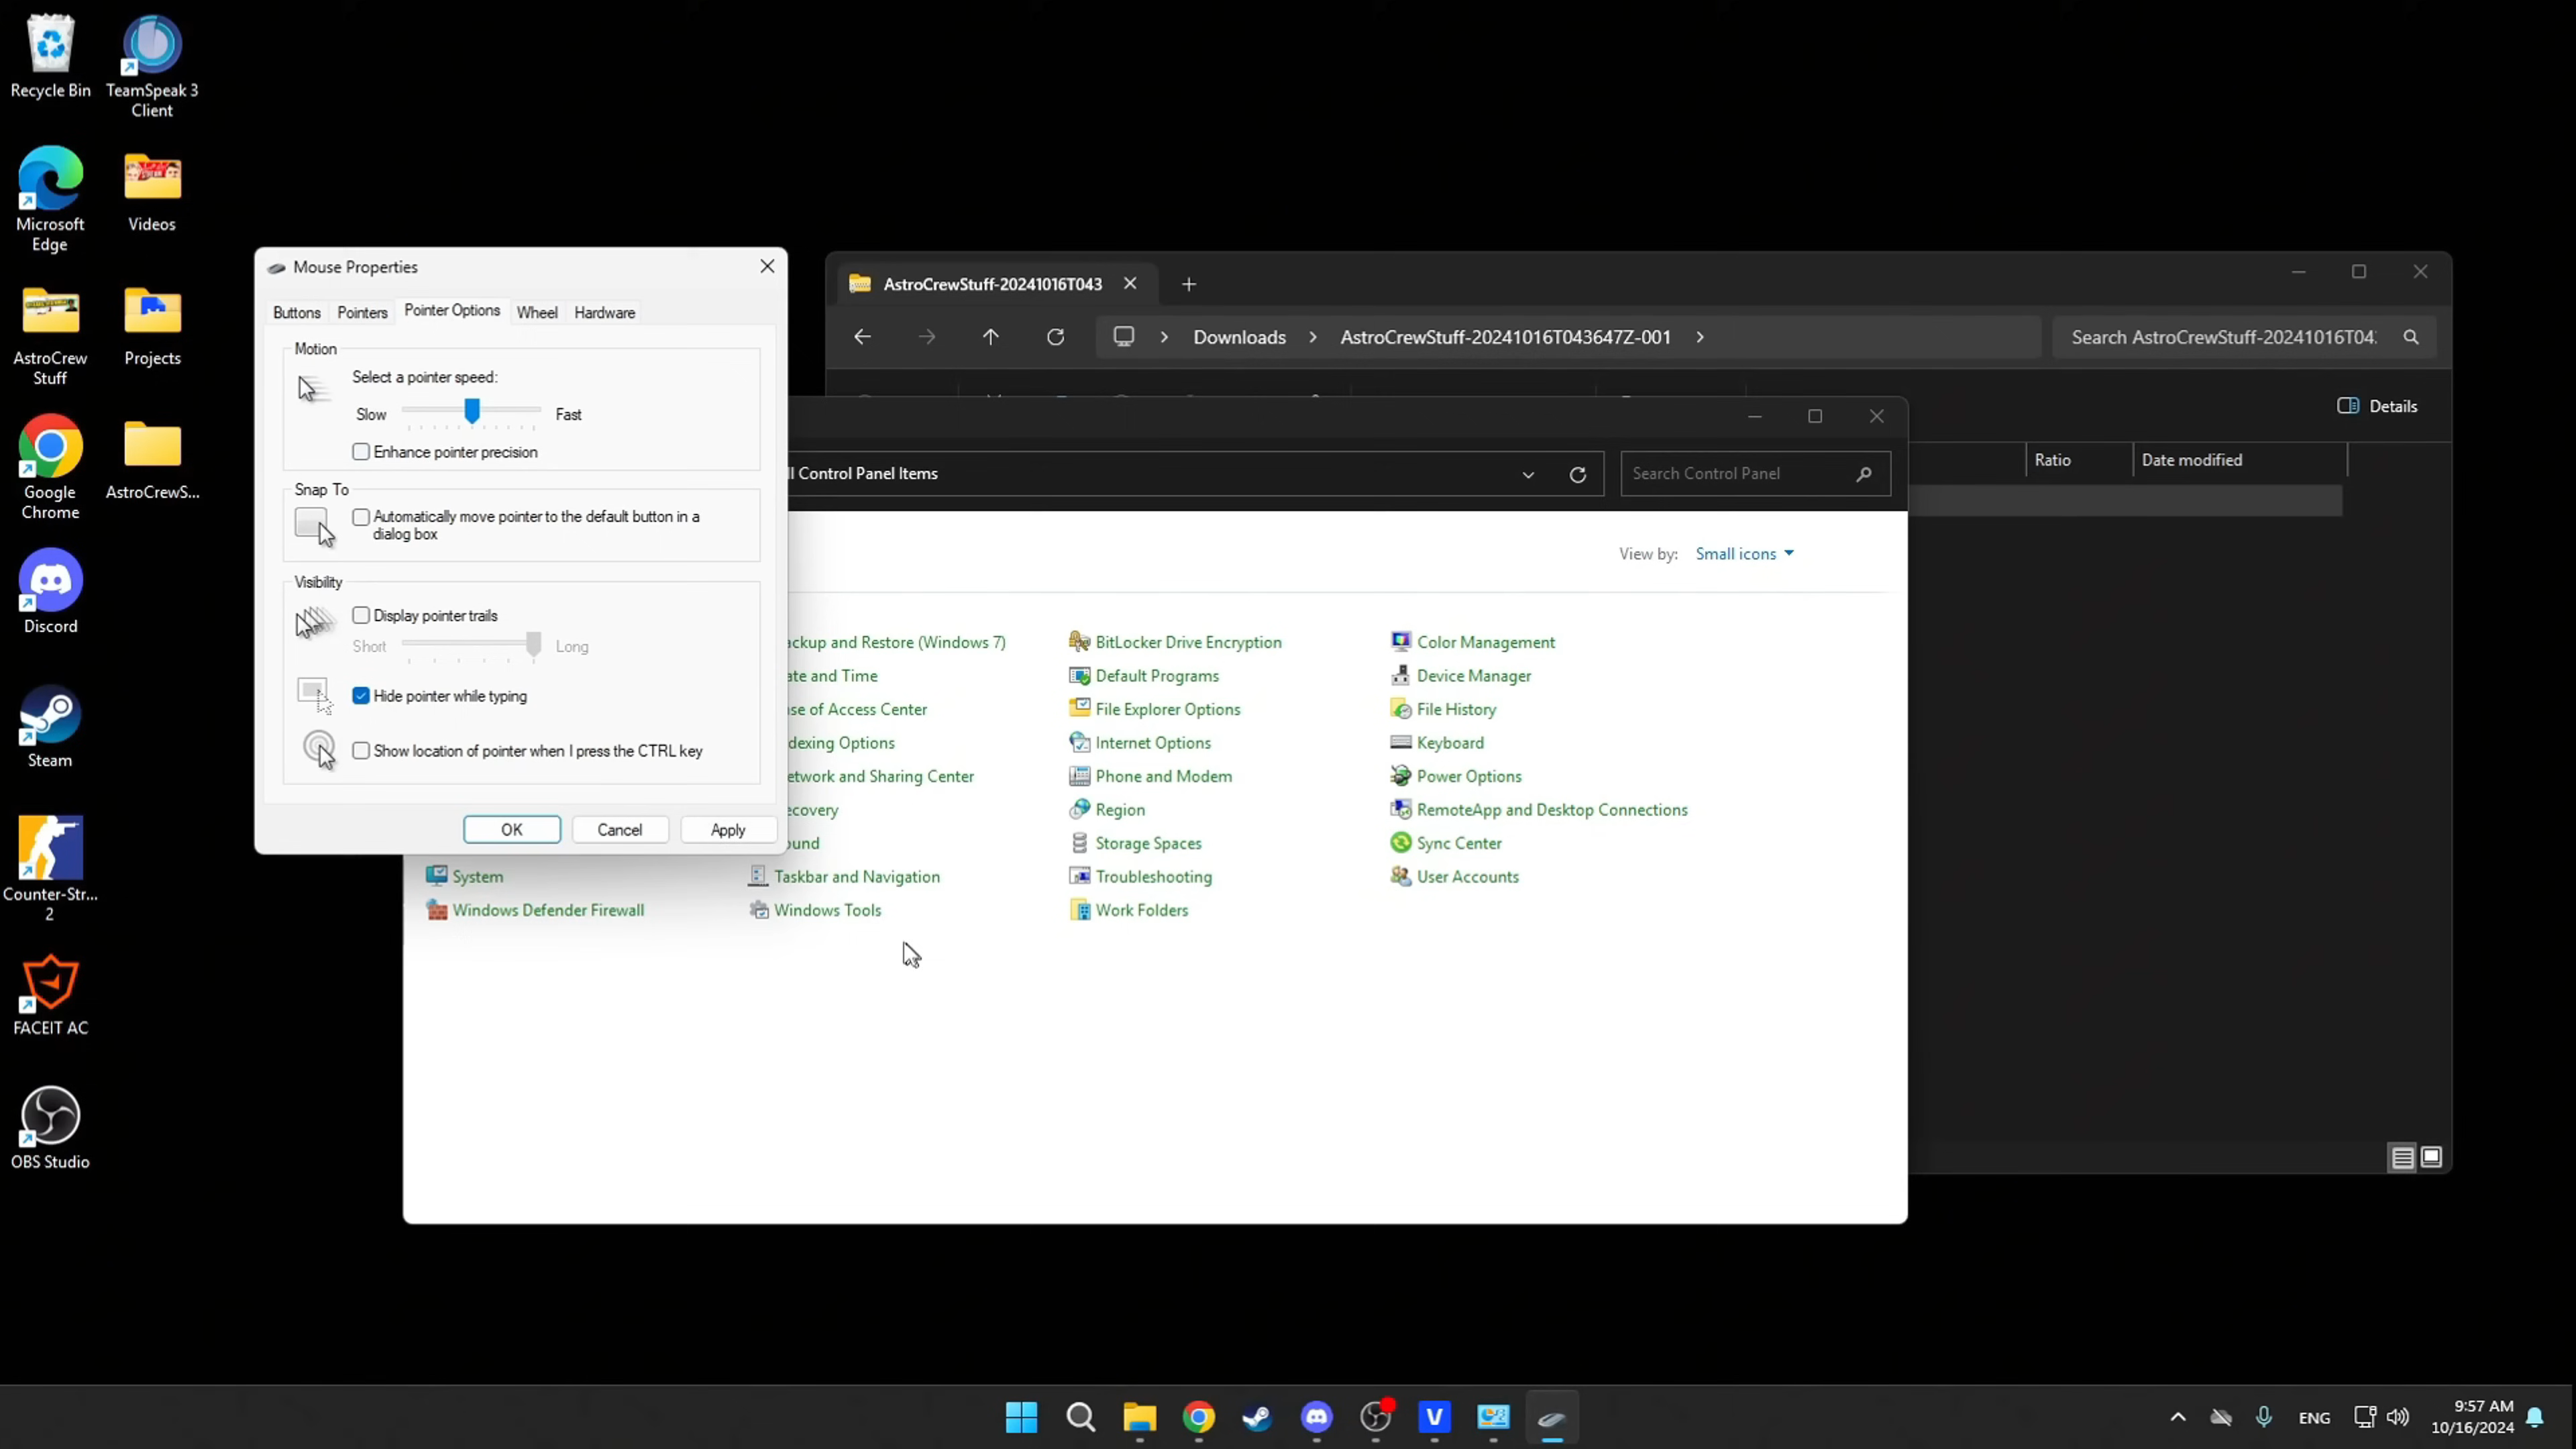 Recycle Bin
TeamSpeak 3
Client
Microsoft
Edge
Videos
AstroCrew
Stuff
Projects
Google
Chrome
AstroCrewS...
Discord
Steam
Counter-Str...
2
FACEIT AC
OBS Studio
Mouse Properties
Buttons
Pointers
Pointer Options
Wheel
Hardware
Motion
Select a pointer speed:
Slow
Fast
Enhance pointer precision
Snap To
Automatically move pointer to the default button in a
dialog box
Visibility
Display pointer trails
Short
Long
Hide pointer while typing
Show location of pointer when I press the CTRL key
OK
Cancel
Apply
AstroCrewStuff-20241016T043
Downloads
AstroCrewStuff-20241016T043647Z-001
Search AstroCrewStuff-20241016T04
Details
Ratio
Date modified
ll Control Panel Items
Search Control Panel
View by:
Small icons
ackup and Restore (Windows 7)
BitLocker Drive Encryption
Color Management
ate and Time
Default Programs
Device Manager
se of Access Center
File Explorer Options
File History
dexing Options
Internet Options
Keyboard
etwork and Sharing Center
Phone and Modem
Power Options
ecovery
Region
RemoteApp and Desktop Connections
ound
Storage Spaces
Sync Center
System
Taskbar and Navigation
Troubleshooting
User Accounts
Windows Defender Firewall
Windows Tools
Work Folders
ENG
9:57 AM
10/16/2024